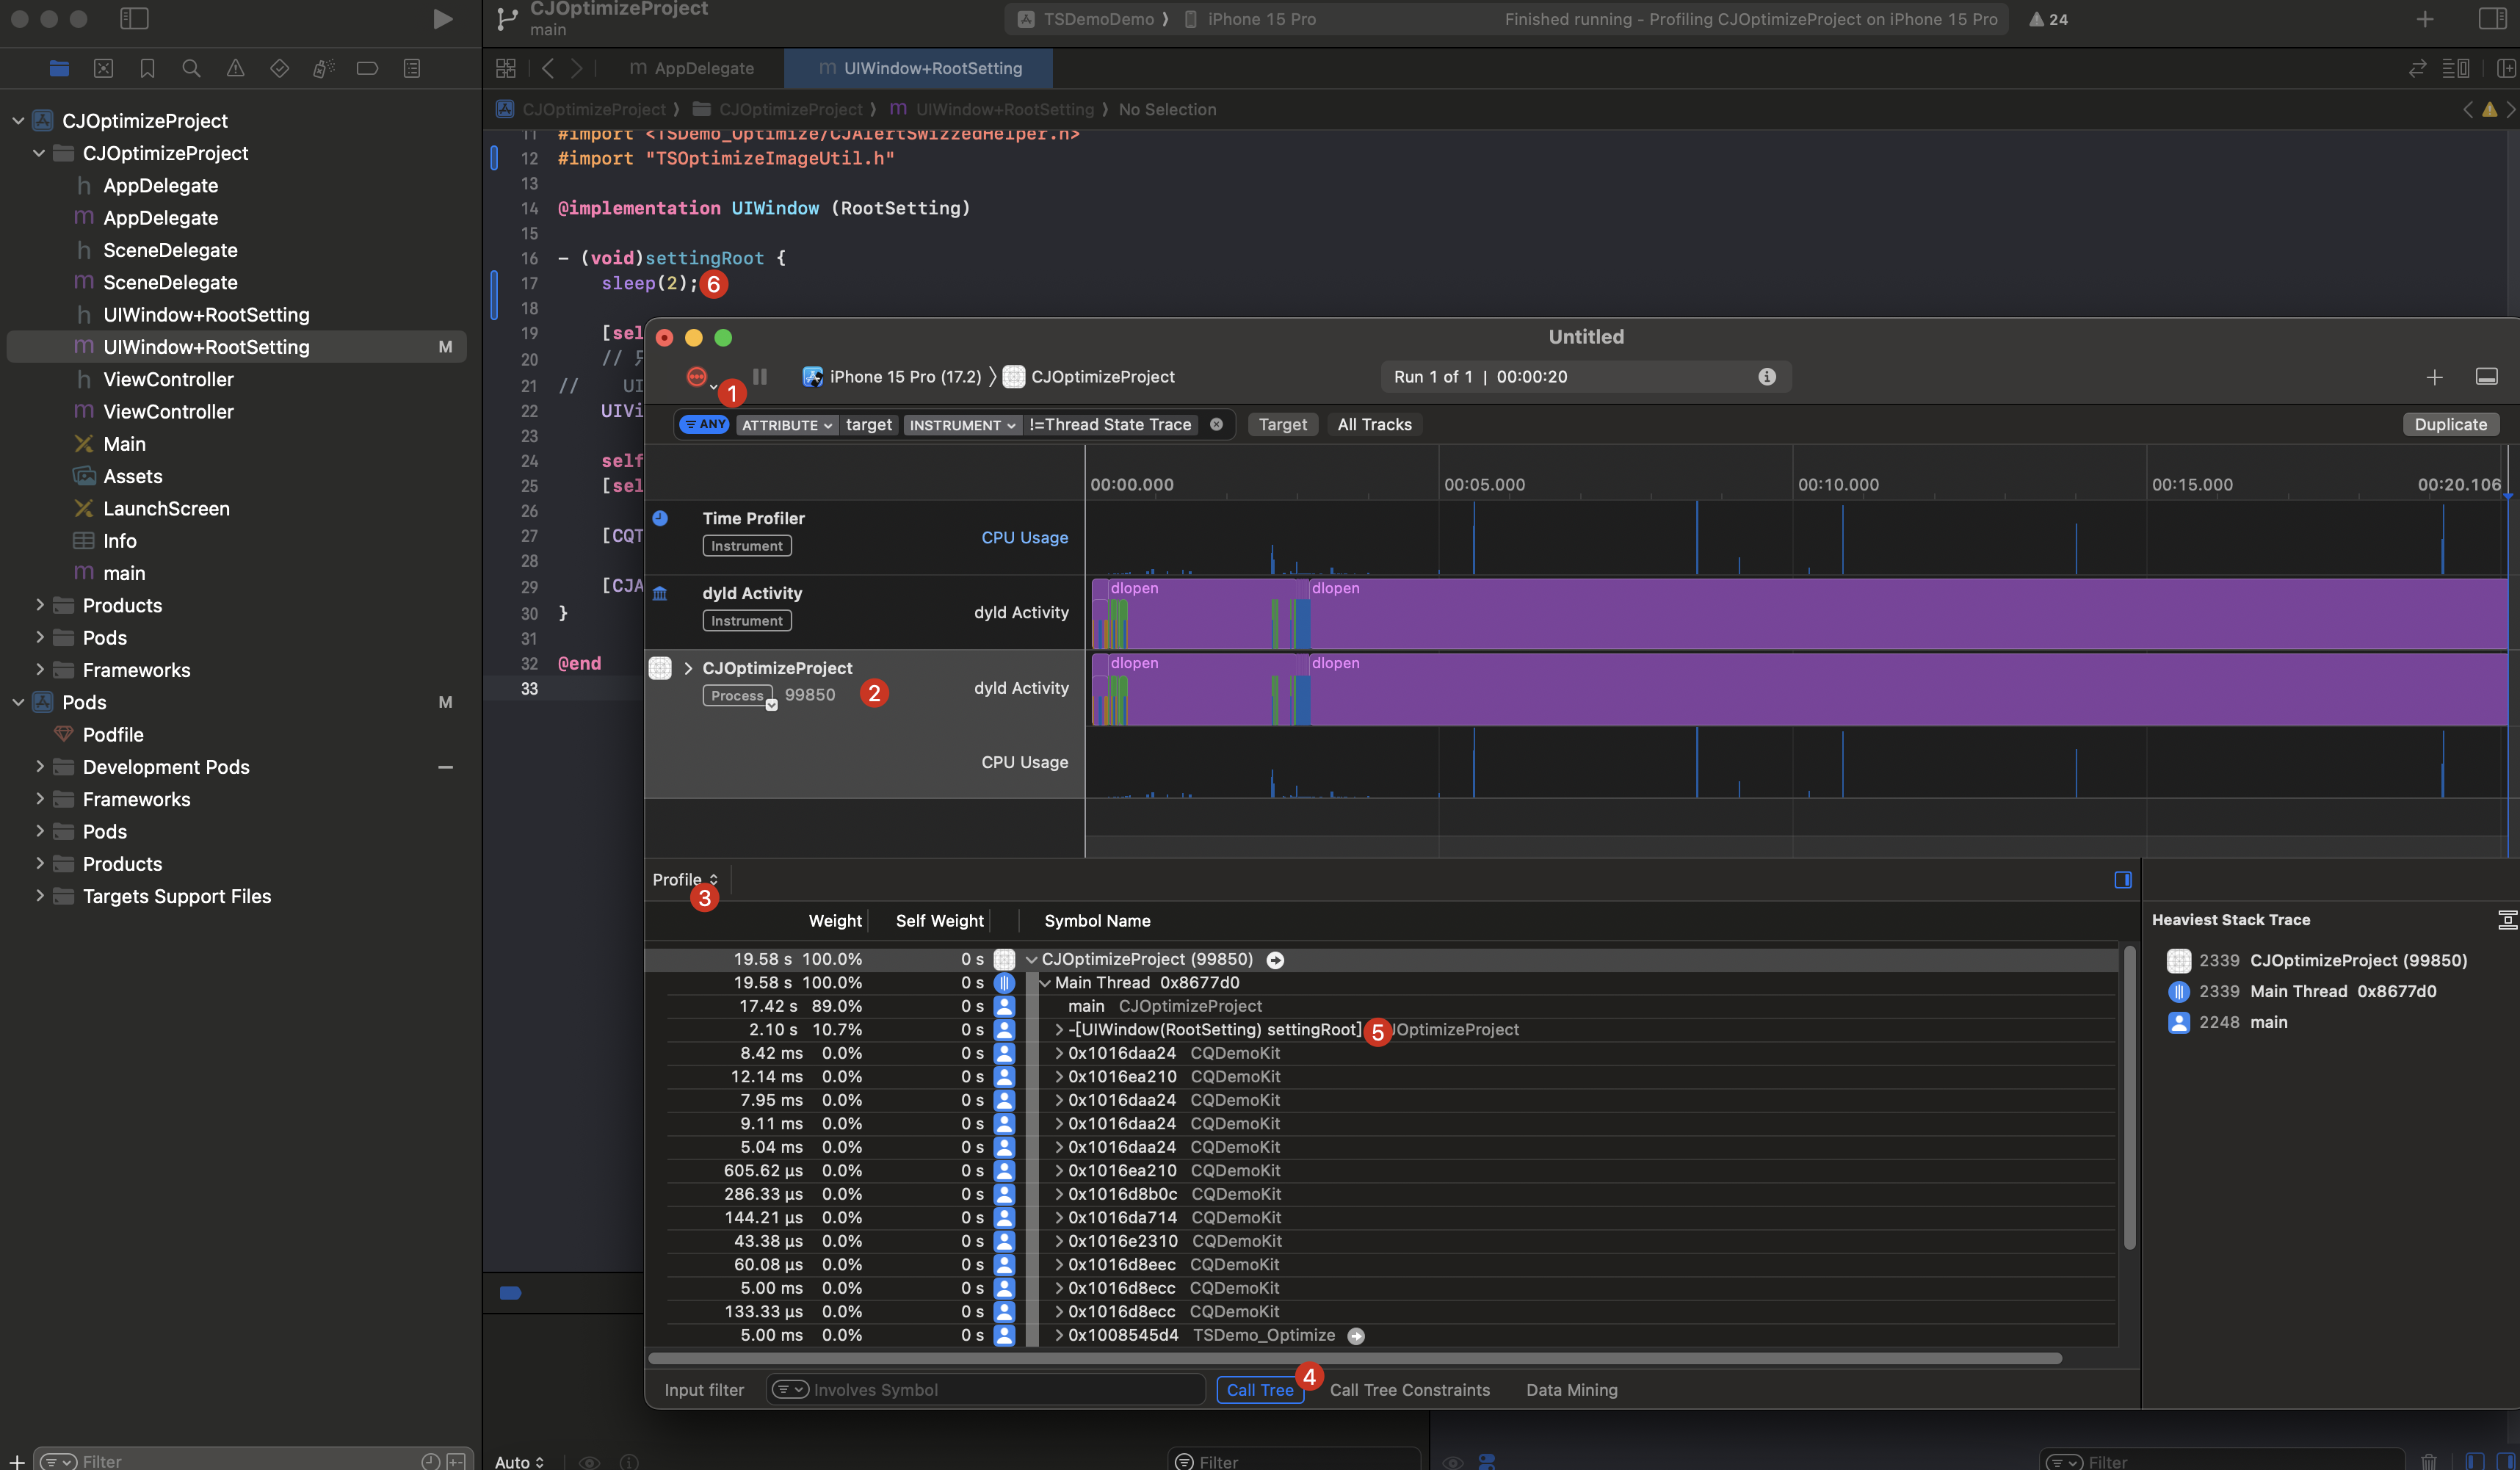 CJOptimizeProject
main
TSDemoDemo ⟩ iPhone 15 Pro
Finished running - Profiling CJOptimizeProject on iPhone 15 Pro
24
m AppDelegate
m UIWindow+RootSetting
CJOptimizeProject ⟩ CJOptimizeProject ⟩ m UIWindow+RootSetting ⟩ No Selection
CJOptimizeProject
CJOptimizeProject
h AppDelegate
m AppDelegate
h SceneDelegate
m SceneDelegate
h UIWindow+RootSetting
m UIWindow+RootSetting M
h ViewController
m ViewController
Main
Assets
LaunchScreen
Info
m main
Products
Pods
Frameworks
Pods M
Podfile
Development Pods
Frameworks
Pods
Products
Targets Support Files
Filter
11 #import <TSDemo_Optimize/CJAlertSwizzedHelper.h>
12 #import "TSOptimizeImageUtil.h"
13
14 @implementation UIWindow (RootSetting)
15
16 - (void)settingRoot {
17 sleep(2); 6
18
19 [sel
20 //
21 // UI
22 UIVi
23
24 self
25 [sel
26
27 [CQT
28
29 [CJA
30 }
31
32 @end
33
Untitled
1
iPhone 15 Pro (17.2) ⟩ CJOptimizeProject
Run 1 of 1 | 00:00:20
ANY ATTRIBUTE target INSTRUMENT !=Thread State Trace Target All Tracks Duplicate
00:00.000 00:05.000 00:10.000 00:15.000 00:20.106
Time Profiler
Instrument
CPU Usage
dyld Activity
Instrument
dyld Activity
dlopen dlopen
CJOptimizeProject
Process 99850 2
dyld Activity
dlopen dlopen
CPU Usage
Profile 3
Weight Self Weight Symbol Name
19.58 s 100.0% 0 s CJOptimizeProject (99850)
19.58 s 100.0% 0 s Main Thread 0x8677d0
17.42 s 89.0% 0 s main CJOptimizeProject
2.10 s 10.7% 0 s -[UIWindow(RootSetting) settingRoot] 5 JOptimizeProject
8.42 ms 0.0% 0 s 0x1016daa24 CQDemoKit
12.14 ms 0.0% 0 s 0x1016ea210 CQDemoKit
7.95 ms 0.0% 0 s 0x1016daa24 CQDemoKit
9.11 ms 0.0% 0 s 0x1016daa24 CQDemoKit
5.04 ms 0.0% 0 s 0x1016daa24 CQDemoKit
605.62 µs 0.0% 0 s 0x1016ea210 CQDemoKit
286.33 µs 0.0% 0 s 0x1016d8b0c CQDemoKit
144.21 µs 0.0% 0 s 0x1016da714 CQDemoKit
43.38 µs 0.0% 0 s 0x1016e2310 CQDemoKit
60.08 µs 0.0% 0 s 0x1016d8eec CQDemoKit
5.00 ms 0.0% 0 s 0x1016d8ecc CQDemoKit
133.33 µs 0.0% 0 s 0x1016d8ecc CQDemoKit
5.00 ms 0.0% 0 s 0x1008545d4 TSDemo_Optimize
Heaviest Stack Trace
2339 CJOptimizeProject (99850)
2339 Main Thread 0x8677d0
2248 main
Input filter Involves Symbol Call Tree 4 Call Tree Constraints Data Mining
Auto Filter Filter